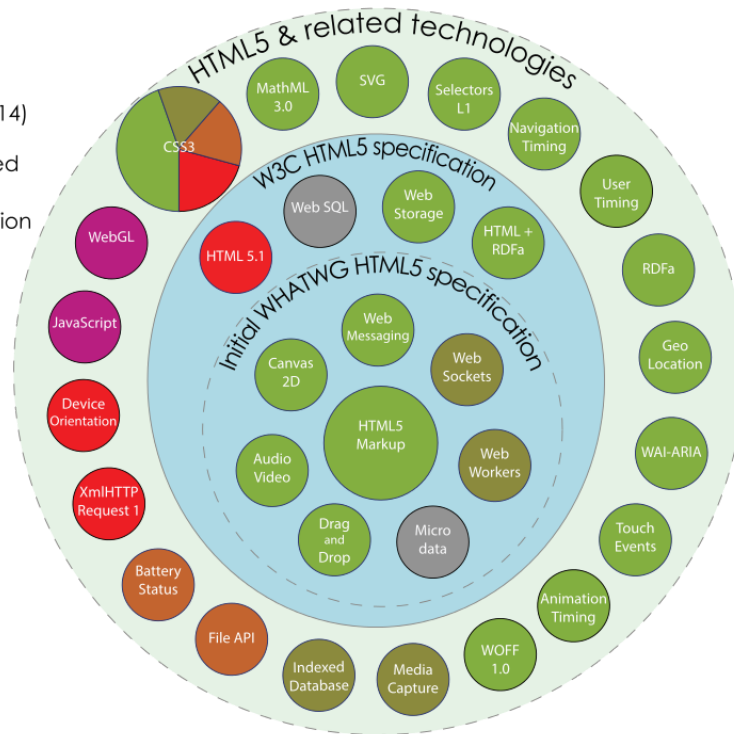 HTML5 & related technologies
14)
ed
ion
CSS3
MathML
3.0
SVG
Selectors
L1
Navigation
Timing
User
Timing
RDFa
Geo
Location
WAI-ARIA
Touch
Events
Animation
Timing
WOFF
1.0
Media
Capture
Indexed
Database
File API
Battery
Status
XmlHTTP
Request 1
Device
Orientation
JavaScript
WebGL
W3C HTML5 specification
HTML 5.1
Web SQL
Web
Storage
HTML +
RDFa
Initial WHATWG HTML5 specification
Web
Messaging
Web
Sockets
Web
Workers
Micro
data
Drag
and
Drop
Audio
Video
Canvas
2D
HTML5
Markup